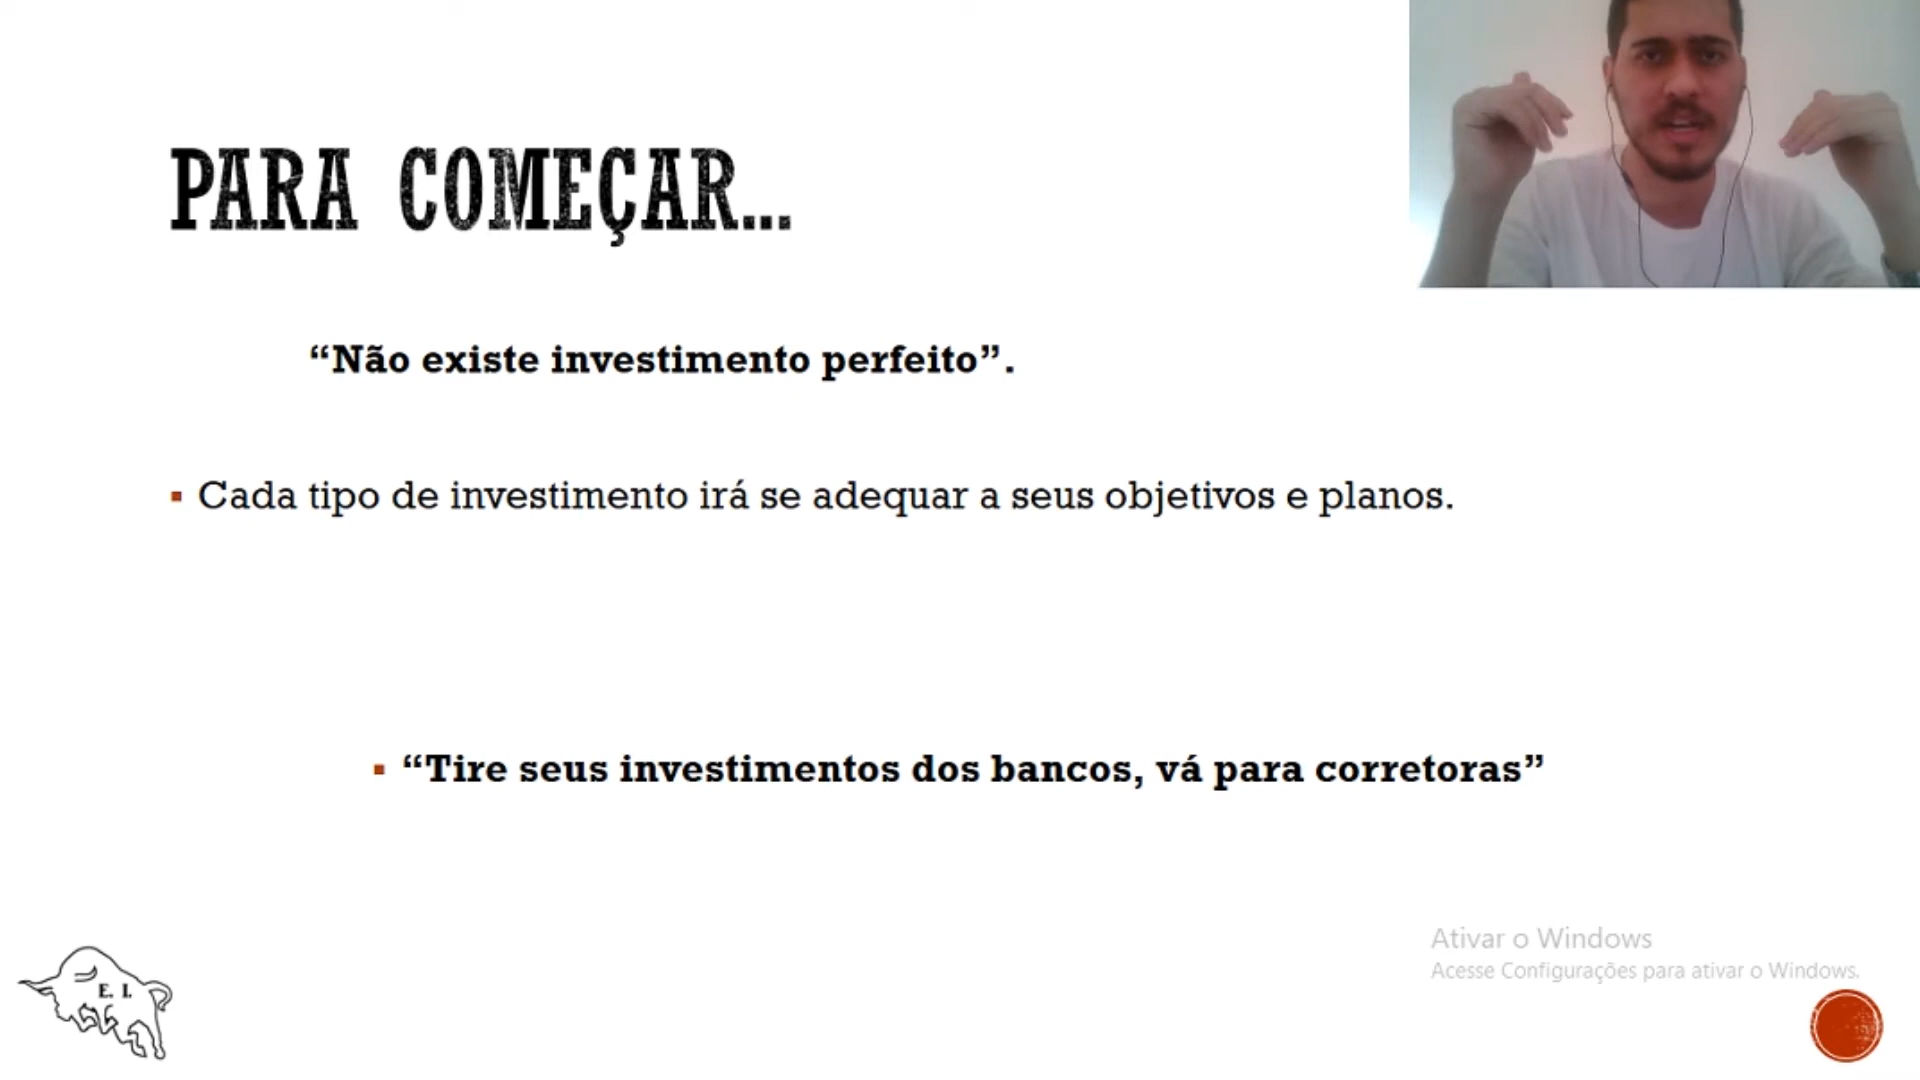 PARA COMEÇAR...
“Não existe investimento perfeito”.
▪ Cada tipo de investimento irá se adequar a seus objetivos e planos.
▪ “Tire seus investimentos dos bancos, vá para corretoras”
Ativar o Windows
Acesse Configurações para ativar o Windows.
E. I.